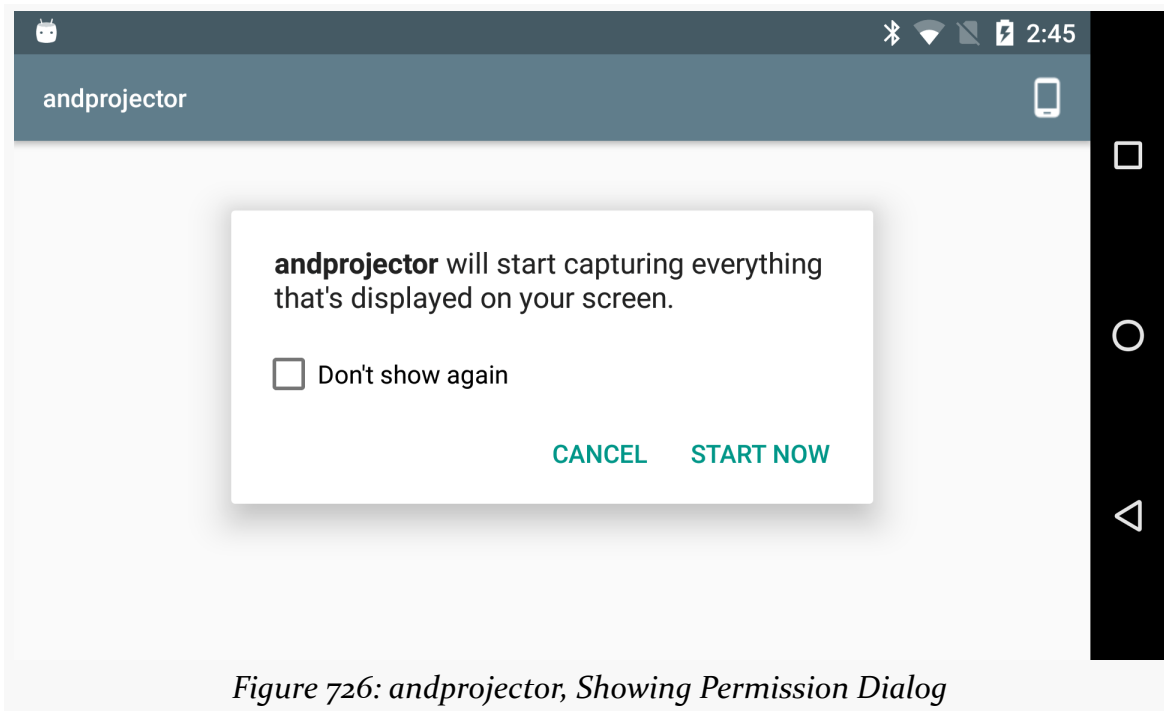 2:45
andprojector
andprojector will start capturing everything
that's displayed on your screen.
Don't show again
CANCEL START NOW
Figure 726: andprojector, Showing Permission Dialog